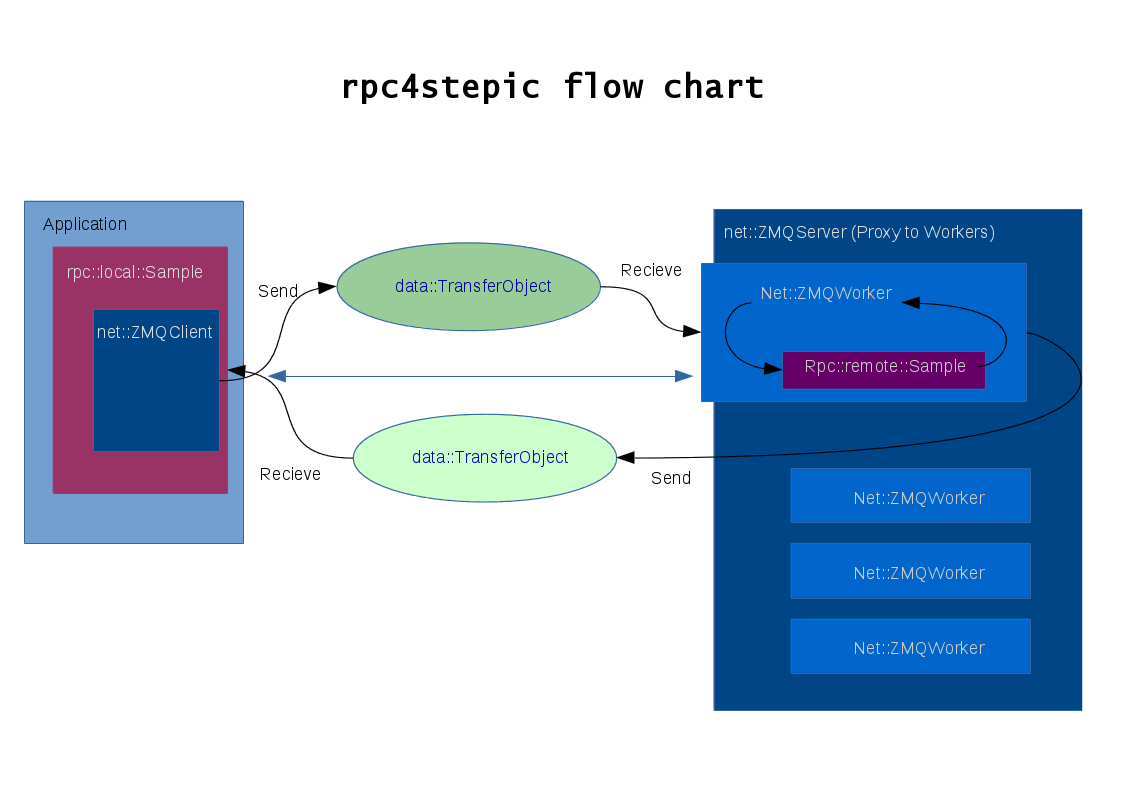 rpc4stepic flow chart
Application
rpc::local::Sample
net::ZMQClient
Send
data::TransferObject
Recieve
net::ZMQServer (Proxy to Workers)
Net::ZMQWorker
Rpc::remote::Sample
data::TransferObject
Recieve
Send
Net::ZMQWorker
Net::ZMQWorker
Net::ZMQWorker